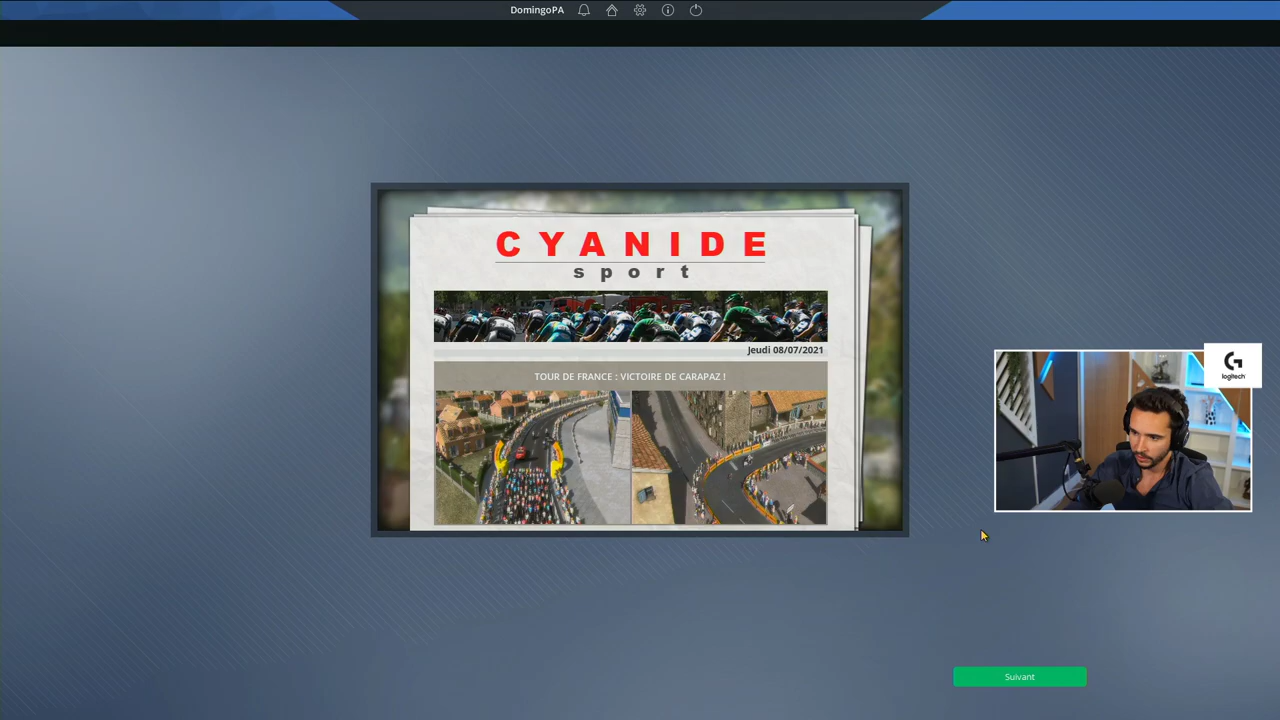 DomingoPA
CYANIDE
sport
Jeudi 08/07/2021
TOUR DE FRANCE : VICTOIRE DE CARAPAZ !
logitech
Suivant